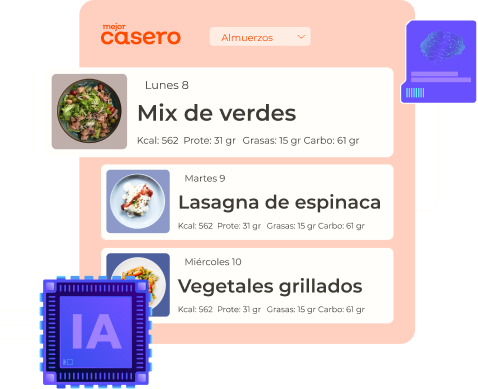 mejor
casero
Almuerzos
Lunes 8
Mix de verdes
Kcal: 562 Prote: 31 gr Grasas: 15 gr Carbo: 61 gr
Martes 9
Lasagna de espinaca
Kcal: 562 Prote: 31 gr Grasas: 15 gr Carbo: 61 gr
Miércoles 10
Vegetales grillados
Kcal: 562 Prote: 31 gr Grasas: 15 gr Carbo: 61 gr
IA